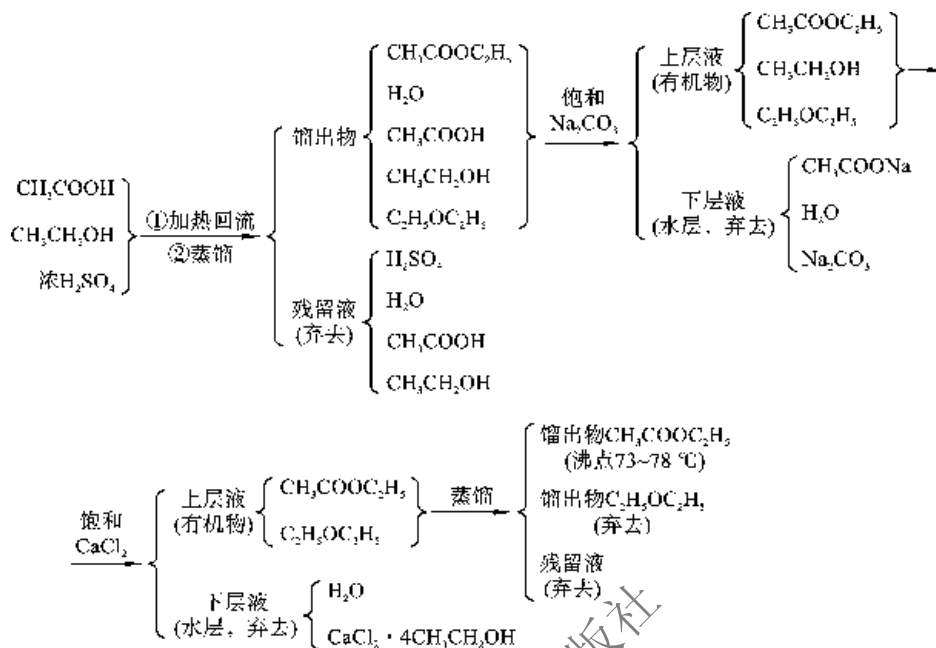 CH₃COOH
CH₃CH₂OH
浓H₂SO₄
①加热回流
②蒸馏
馏出物
CH₃COOC₂H₅
H₂O
CH₃COOH
CH₃CH₂OH
C₂H₅OC₂H₅
残留液
(弃去)
H₂SO₄
H₂O
CH₃COOH
CH₃CH₂OH
饱和
Na₂CO₃
上层液
(有机物)
CH₃COOC₂H₅
CH₃CH₂OH
C₂H₅OC₂H₅
下层液
(水层，弃去)
CH₃COONa
H₂O
Na₂CO₃
饱和
CaCl₂
上层液
(有机物)
CH₃COOC₂H₅
C₂H₅OC₂H₅
下层液
(水层，弃去)
H₂O
CaCl₂·4CH₃CH₂OH
蒸馏
馏出物CH₃COOC₂H₅
(沸点73~78 ℃)
馏出物C₂H₅OC₂H₅
(弃去)
残留液
(弃去)
版社